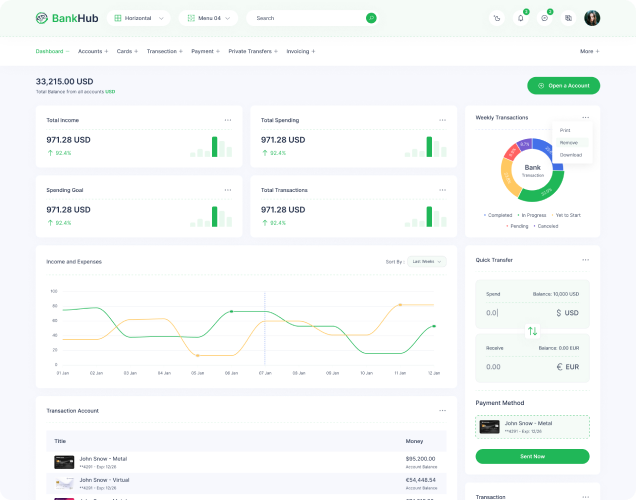 BankHub
Horizontal
Menu 04
Search
Dashboard
Accounts +
Cards +
Transaction +
Payment +
Private Transfers +
Invoicing +
More +
33,215.00 USD
Total Balance from all accounts USD
Open a Account
Total Income
971.28 USD
92.4%
Total Spending
971.28 USD
92.4%
Spending Goal
971.28 USD
92.4%
Total Transactions
971.28 USD
92.4%
Weekly Transactions
Print
Remove
Download
Bank
Transaction
Completed
In Progress
Yet to Start
Pending
Canceled
Income and Expenses
Sort By :
Last Weeks
100
80
60
40
20
0
01 Jan
02 Jan
03 Jan
04 Jan
05 Jan
06 Jan
07 Jan
08 Jan
09 Jan
10 Jan
11 Jan
12 Jan
Quick Transfer
Spend
Balance: 10,000 USD
0.0
$ USD
Receive
Balance: 0.00 EUR
0.00
€ EUR
Payment Method
John Snow - Metal
**4291 - Exp: 12/26
Sent Now
Transaction
Transaction Account
Title
Money
John Snow - Metal
**4291 - Exp: 12/26
$95,200.00
Account Balance
John Snow - Virtual
**4291 - Exp: 12/26
€54,448.54
Account Balance